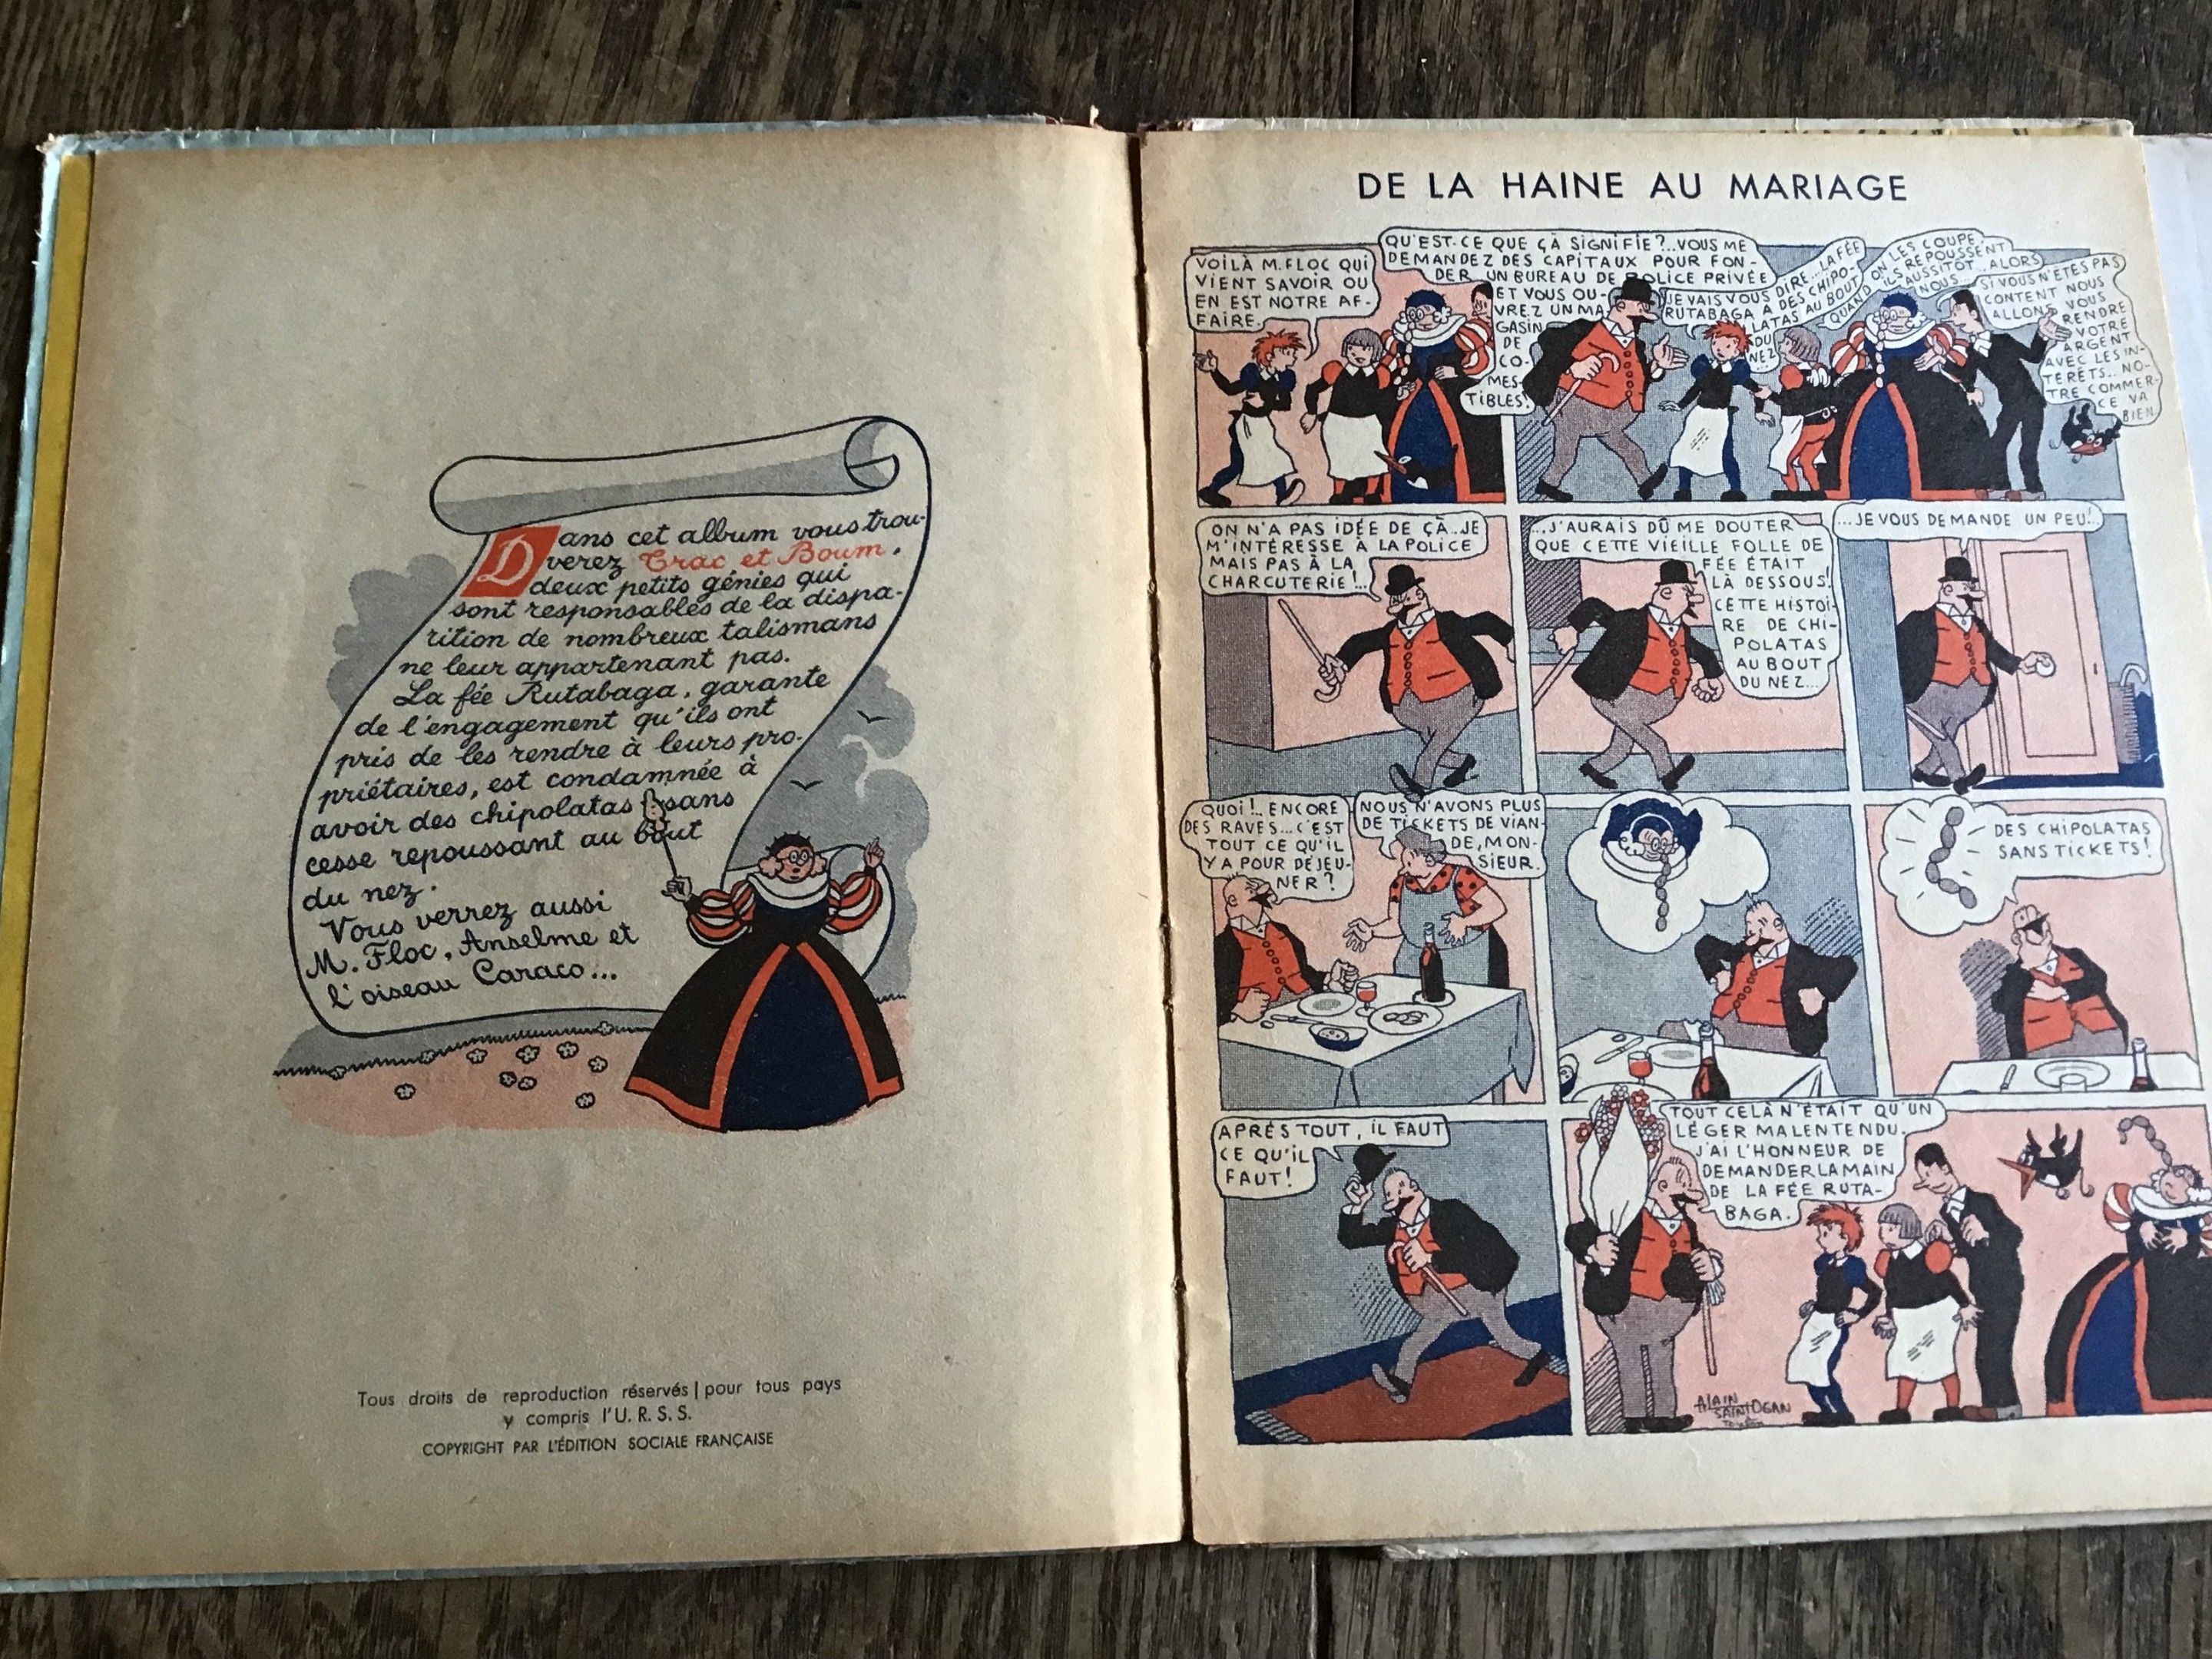 Dans cet album vous trou-
verez Crac et Boum,
deux petits génies qui
sont responsables de la dispa-
rition de nombreux talismans
ne leur appartenant pas.
La fée Rutabaga, garante
de l'engagement qu'ils ont
pris de les rendre à leurs pro-
priétaires, est condamnée à
avoir des chipolatas sans
cesse repoussant au bout
du nez.
Vous verrez aussi
M. Floc, Anselme et
l'oiseau Caraco...
Tous droits de reproduction réservés | pour tous pays
y compris l'U. R. S. S.
COPYRIGHT PAR L'ÉDITION SOCIALE FRANÇAISE
DE LA HAINE AU MARIAGE
VOILÀ M. FLOC QUI
VIENT SAVOIR OU
EN EST NOTRE AF-
FAIRE.
QU'EST-CE QUE ÇÀ SIGNIFIE?..VOUS ME
DEMANDEZ DES CAPITAUX POUR FON-
DER UN BUREAU DE POLICE PRIVÉE
ET VOUS OU-
VREZ UN MA-
GASIN
DE
CO-
MES-
TIBLES!
JE VAIS VOUS DIRE...LA FÉE
RUTABAGA A DES CHIPO-
LATAS AU BOUT
DU
NEZ
QUAND ON LES COUPE,
ILS REPOUSSENT
AUSSITÔT...ALORS
NOUS...
SI VOUS N'ÊTES PAS
CONTENT NOUS
ALLONS VOUS
RENDRE
VOTRE
ARGENT
AVEC LES IN-
TERÊTS.. NO-
TRE COMMER-
CE VA
BIEN.
ON N'A PAS IDÉE DE ÇÀ..JE
M'INTÉRESSE À LA POLICE
MAIS PAS À LA
CHARCUTERIE!..
...J'AURAIS DÛ ME DOUTER
QUE CETTE VIEILLE FOLLE DE
FÉE ÉTAIT
LÀ DESSOUS!
CETTE HISTOI-
RE DE CHI-
POLATAS
AU BOUT
DU NEZ...
...JE VOUS DEMANDE UN PEU!..
QUOI!.. ENCORE
DES RAVES...C'EST
TOUT CE QU'IL
Y A POUR DÉJEU-
NER?
NOUS N'AVONS PLUS
DE TICKETS DE VIAN-
DE, MON-
SIEUR.
DES CHIPOLATAS
SANS TICKETS!
APRÈS TOUT, IL FAUT
CE QU'IL
FAUT!
TOUT CELÀ N'ÉTAIT QU'UN
LÉGER MALENTENDU.
J'AI L'HONNEUR DE
DEMANDER LA MAIN
DE LA FÉE RUTA-
BAGA.
ALAIN
SAINT-OGAN